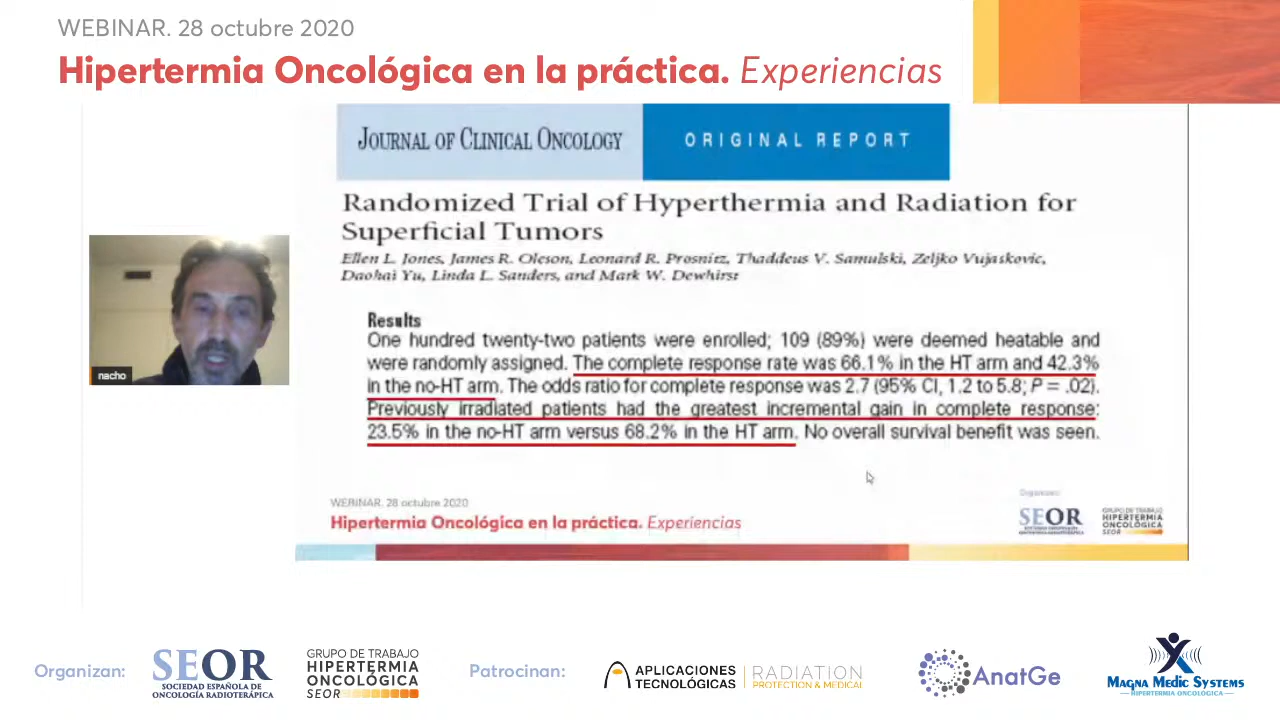 WEBINAR. 28 octubre 2020
Hipertermia Oncológica en la práctica. Experiencias
JOURNAL OF CLINICAL ONCOLOGY
ORIGINAL REPORT
Randomized Trial of Hyperthermia and Radiation for
Superficial Tumors
Ellen L. Jones, James R. Oleson, Leonard R. Prosnitz, Thaddeus V. Samulski, Zeljko Vujaskovic,
Daohai Yu, Linda L. Sanders, and Mark W. Dewhirst
Results
One hundred twenty-two patients were enrolled; 109 (89%) were deemed heatable and
were randomly assigned. The complete response rate was 66.1% in the HT arm and 42.3%
in the no-HT arm. The odds ratio for complete response was 2.7 (95% CI, 1.2 to 5.8; P = .02).
Previously irradiated patients had the greatest incremental gain in complete response:
23.5% in the no-HT arm versus 68.2% in the HT arm. No overall survival benefit was seen.
nacho
WEBINAR. 28 octubre 2020
Hipertermia Oncológica en la práctica. Experiencias
Organizan:
SEOR
GRUPO DE TRABAJO
HIPERTERMIA
ONCOLÓGICA
SEOR
Organizan:
SEOR
SOCIEDAD ESPAÑOLA DE
ONCOLOGÍA RADIOTERÁPICA
GRUPO DE TRABAJO
HIPERTERMIA
ONCOLÓGICA
SEOR
Patrocinan:
APLICACIONES
TECNOLÓGICAS
RADIATION
PROTECTION & MEDICAL
AnatGe
MAGNA MEDIC SYSTEMS
HIPERTERMIA ONCOLÓGICA